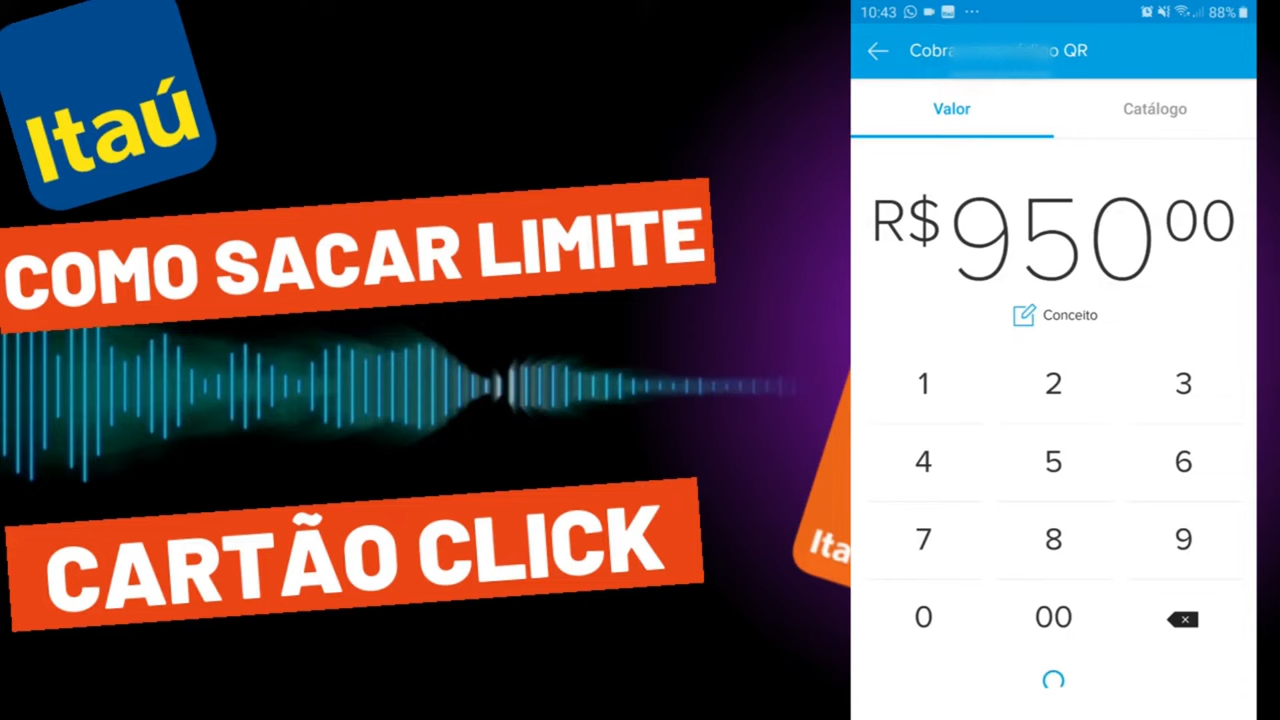 Itaú
COMO SACAR LIMITE
CARTÃO CLICK
Ita
10:43 88%
QR
Valor Catálogo
R$ 950 00
Conceito
1 2 3
4 5 6
7 8 9
0 00